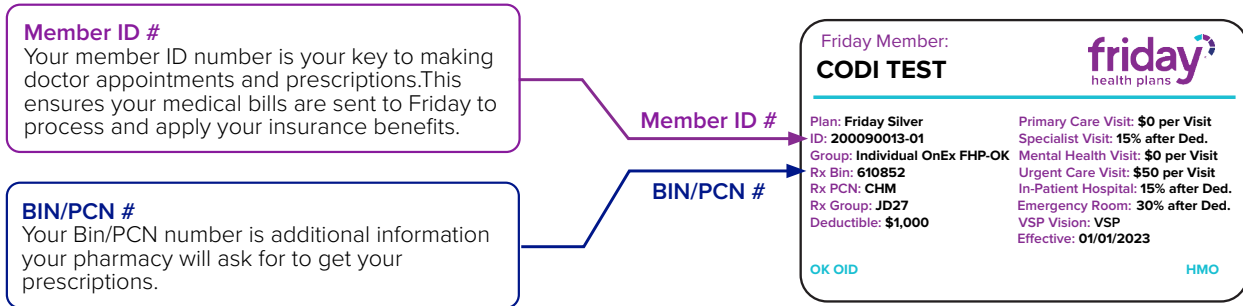 Member ID #
Your member ID number is your key to making
doctor appointments and prescriptions.This
ensures your medical bills are sent to Friday to
process and apply your insurance benefits.
BIN/PCN #
Your Bin/PCN number is additional information
your pharmacy will ask for to get your
prescriptions.
Member ID #
BIN/PCN #
Friday Member:
CODI TEST
friday
health plans
Plan: Friday Silver
ID: 200090013-01
Group: Individual OnEx FHP-OK
Rx Bin: 610852
Rx PCN: CHM
Rx Group: JD27
Deductible: $1,000
Primary Care Visit: $0 per Visit
Specialist Visit: 15% after Ded.
Mental Health Visit: $0 per Visit
Urgent Care Visit: $50 per Visit
In-Patient Hospital: 15% after Ded.
Emergency Room: 30% after Ded.
VSP Vision: VSP
Effective: 01/01/2023
OK OID
HMO